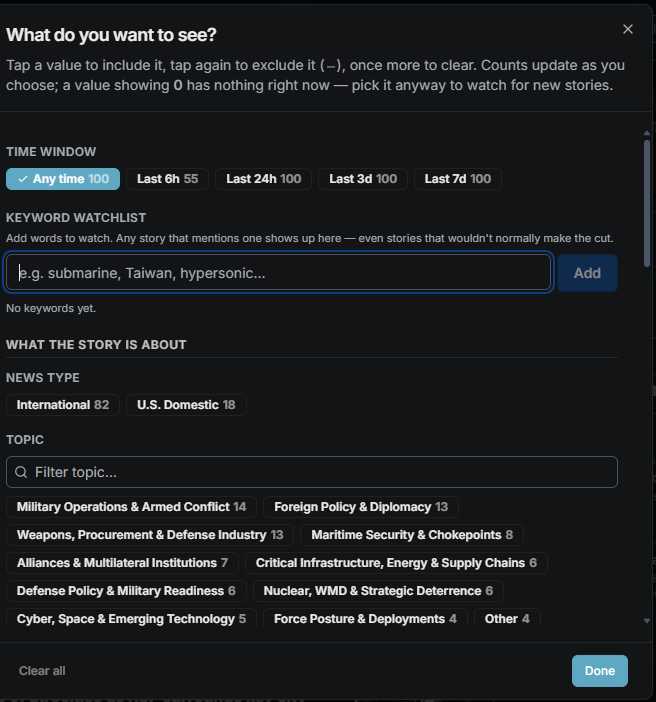 What do you want to see?
Tap a value to include it, tap again to exclude it (–), once more to clear. Counts update as you
choose; a value showing 0 has nothing right now — pick it anyway to watch for new stories.
TIME WINDOW
Any time 100 Last 6h 55 Last 24h 100 Last 3d 100 Last 7d 100
KEYWORD WATCHLIST
Add words to watch. Any story that mentions one shows up here — even stories that wouldn't normally make the cut.
e.g. submarine, Taiwan, hypersonic... Add
No keywords yet.
WHAT THE STORY IS ABOUT
NEWS TYPE
International 82 U.S. Domestic 18
TOPIC
Filter topic...
Military Operations & Armed Conflict 14 Foreign Policy & Diplomacy 13
Weapons, Procurement & Defense Industry 13 Maritime Security & Chokepoints 8
Alliances & Multilateral Institutions 7 Critical Infrastructure, Energy & Supply Chains 6
Defense Policy & Military Readiness 6 Nuclear, WMD & Strategic Deterrence 6
Cyber, Space & Emerging Technology 5 Force Posture & Deployments 4 Other 4
Clear all Done